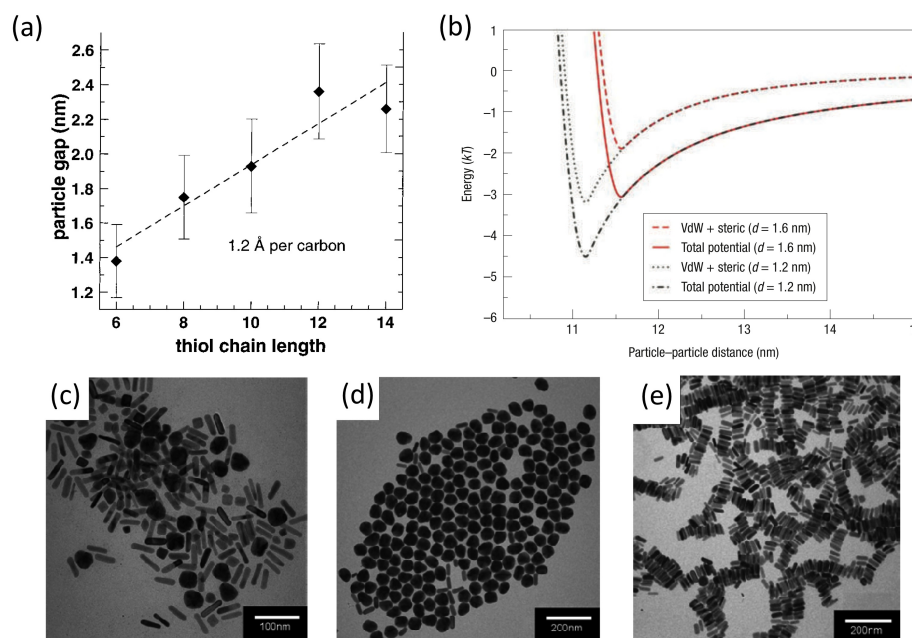 (a)
particle gap (nm)
2.6
2.4
2.2
2.0
1.8
1.6
1.4
1.2
1.2 Å per carbon
6 8 10 12 14
thiol chain length
(b)
Energy (kT)
1
0
–1
–2
–3
–4
–5
–6
VdW + steric (d = 1.6 nm)
Total potential (d = 1.6 nm)
VdW + steric (d = 1.2 nm)
Total potential (d = 1.2 nm)
11 12 13 14
Particle–particle distance (nm)
(c)
100nm
(d)
200nm
(e)
200nm